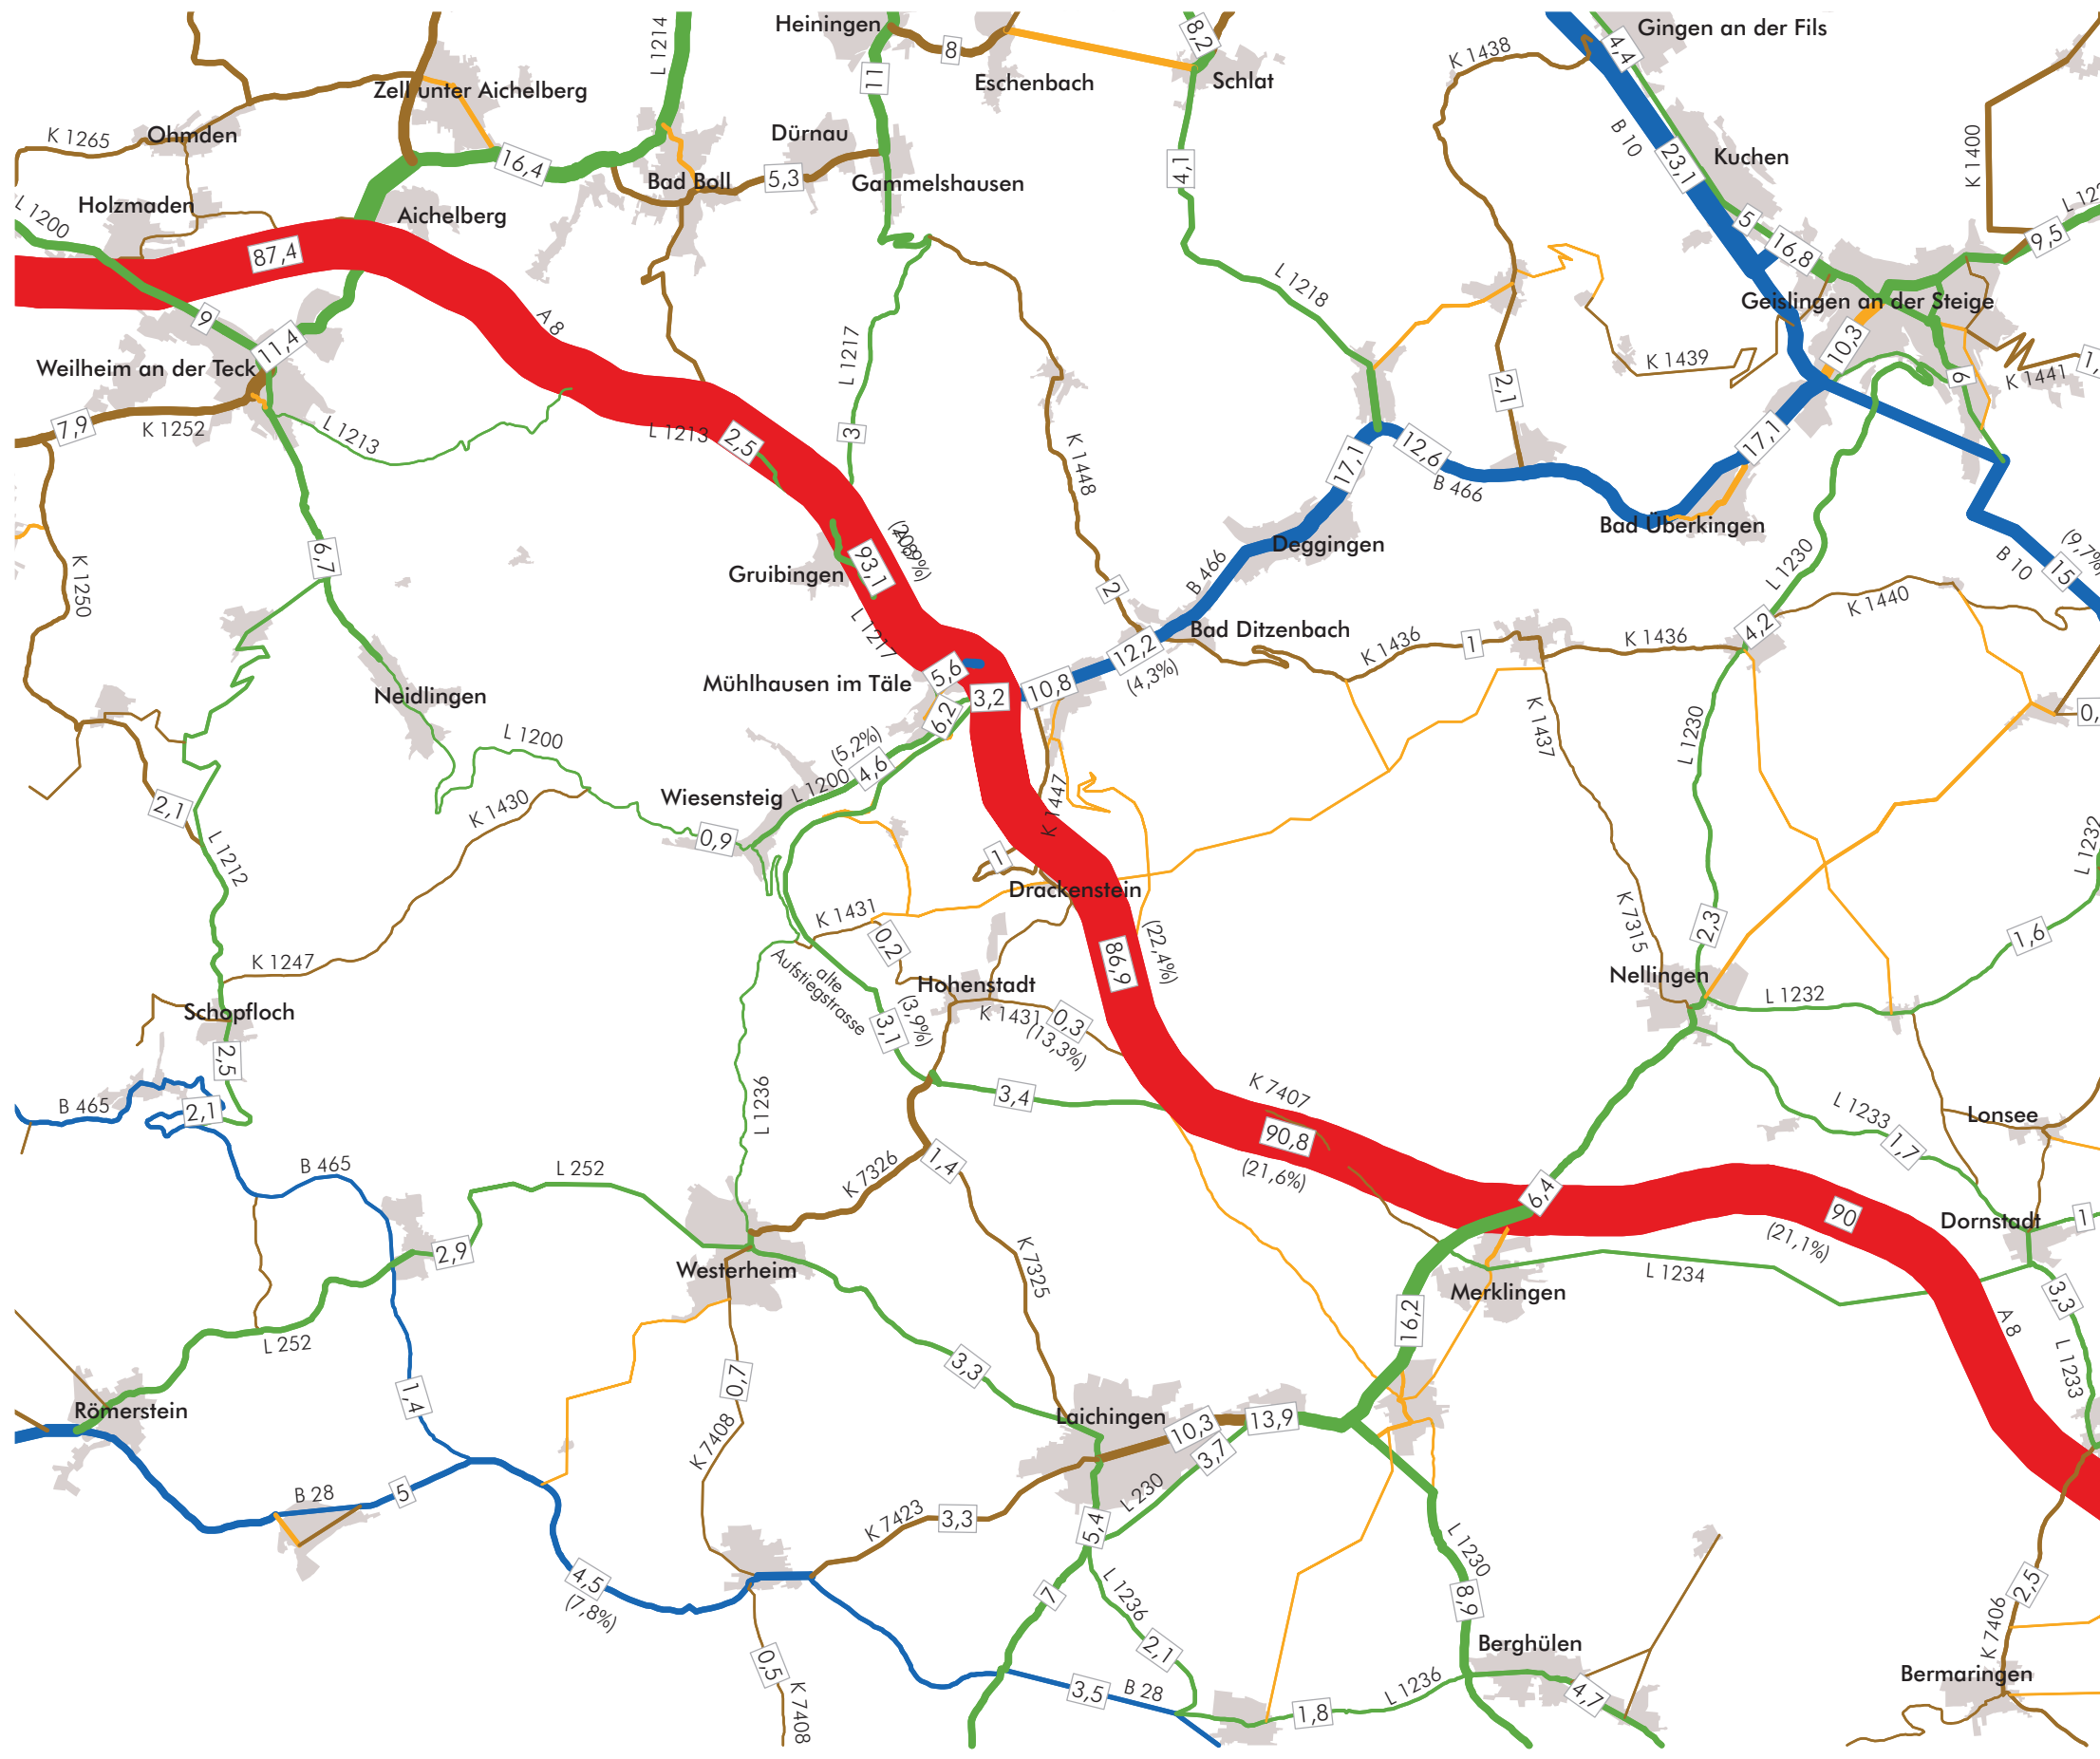 L 1214
Heiningen
8
Eschenbach
8,2
Schlat
Gingen an der Fils
4,4
K 1438
Zell unter Aichelberg
11
Dürnau
K 1265
Ohmden
B 10
23,1
Kuchen
K 1400
16,4
Bad Boll
5,3
Gammelshausen
4,1
Holzmaden
Aichelberg
L 1200
5
16,8
9,5
87,4
L 1218
Geislingen an der Steige
9
11,4
A 8
L 1217
10,3
Weilheim an der Teck
K 1439
2,1
9
K 1441
7,9
K 1252
L 1213
L 1213
2,5
3
K 1448
17,1
12,6
B 466
17,1
Bad Überkingen
K 1250
6,7
Gruibingen
93,1
(20,9%)
A 8
Deggingen
B 466
L 1230
B 10
15
2
L 1217
Bad Ditzenbach
12,2
(4,3%)
K 1436
1
K 1436
4,2
K 1440
Neidlingen
Mühlhausen im Täle
5,6
3,2
10,8
6,2
K 1437
L 1230
L 1200
(5,2%)
4,6
L 1200
Wiesensteig
K 1447
K 1430
2,1
L 1212
0,9
1
Drackenstein
L 1232
K 1431
0,2
86,9
(22,4%)
K 7315
2,3
1,6
K 1247
alte
Aufstiegstrasse
Hohenstadt
Nellingen
L 1232
Schopfloch
(3,9%)
3,1
K 1431
0,3
(13,3%)
2,5
B 465
2,1
L 1236
3,4
K 7407
90,8
(21,6%)
L 1233
1,7
Lonsee
B 465
L 252
K 7326
1,4
6,4
90
(21,1%)
Dornstadt
1
2,9
Westerheim
K 7325
Merklingen
L 1234
3,3
16,2
A 8
L 252
3,3
L 1233
0,7
1,4
Römerstein
Laichingen
10,3
13,9
3,7
K 7408
B 28
5
L 230
K 7423
3,3
5,4
L 1230
4,5
(7,8%)
7
L 1236
8,9
2,5
2,1
Berghülen
K 7406
0,5
K 7408
3,5
B 28
L 1236
1,8
4,7
Bermaringen